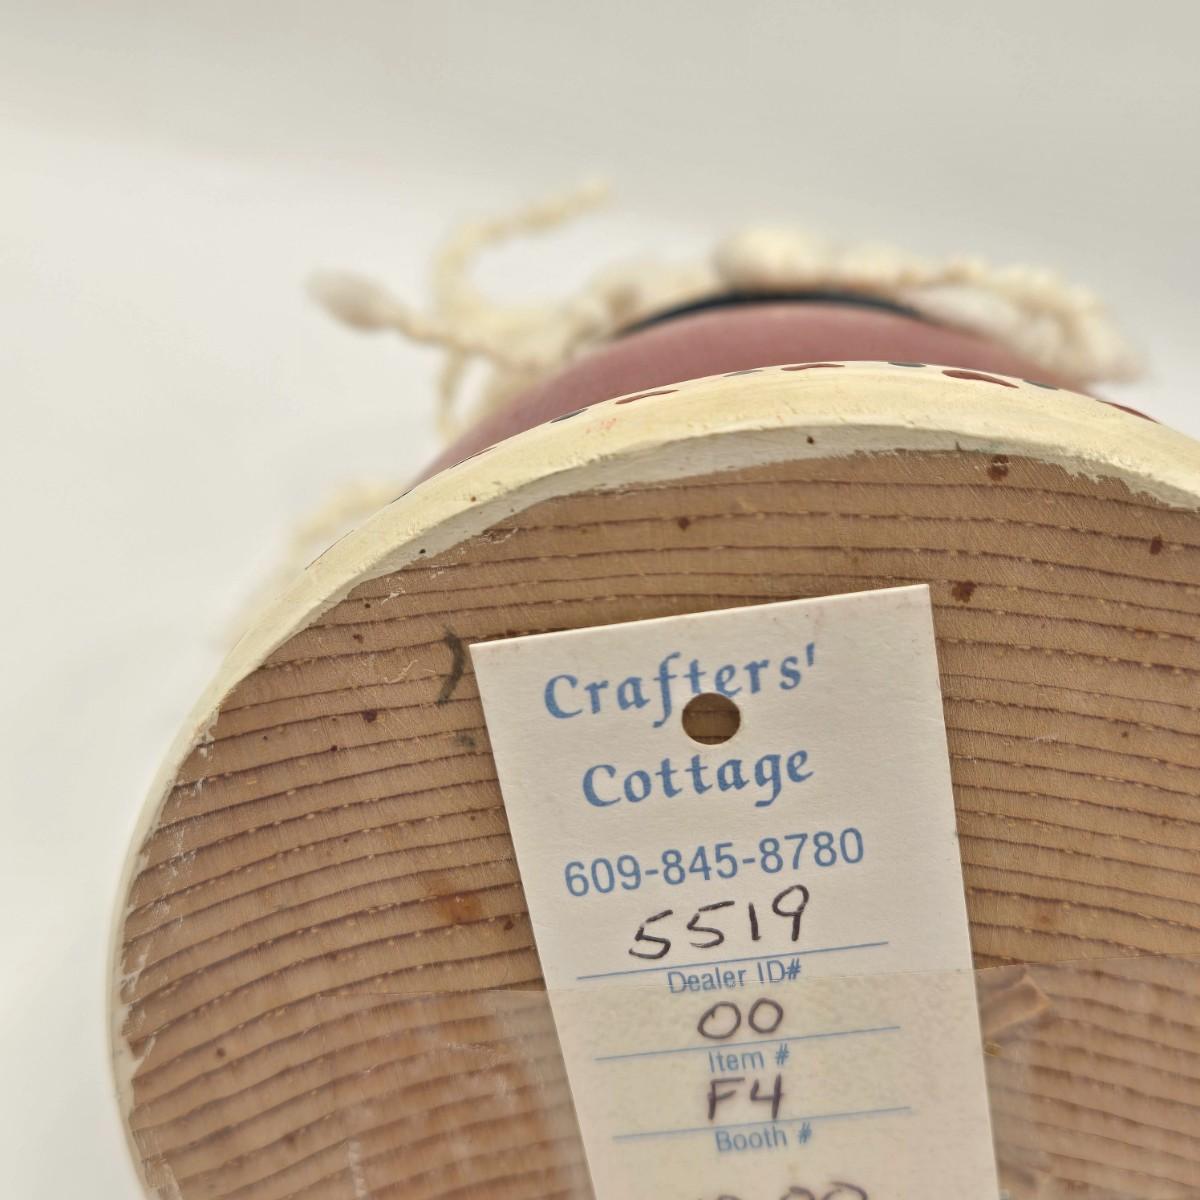 Crafters'
Cottage
609-845-8780
5519
Dealer ID#
00
Item #
F4
Booth #